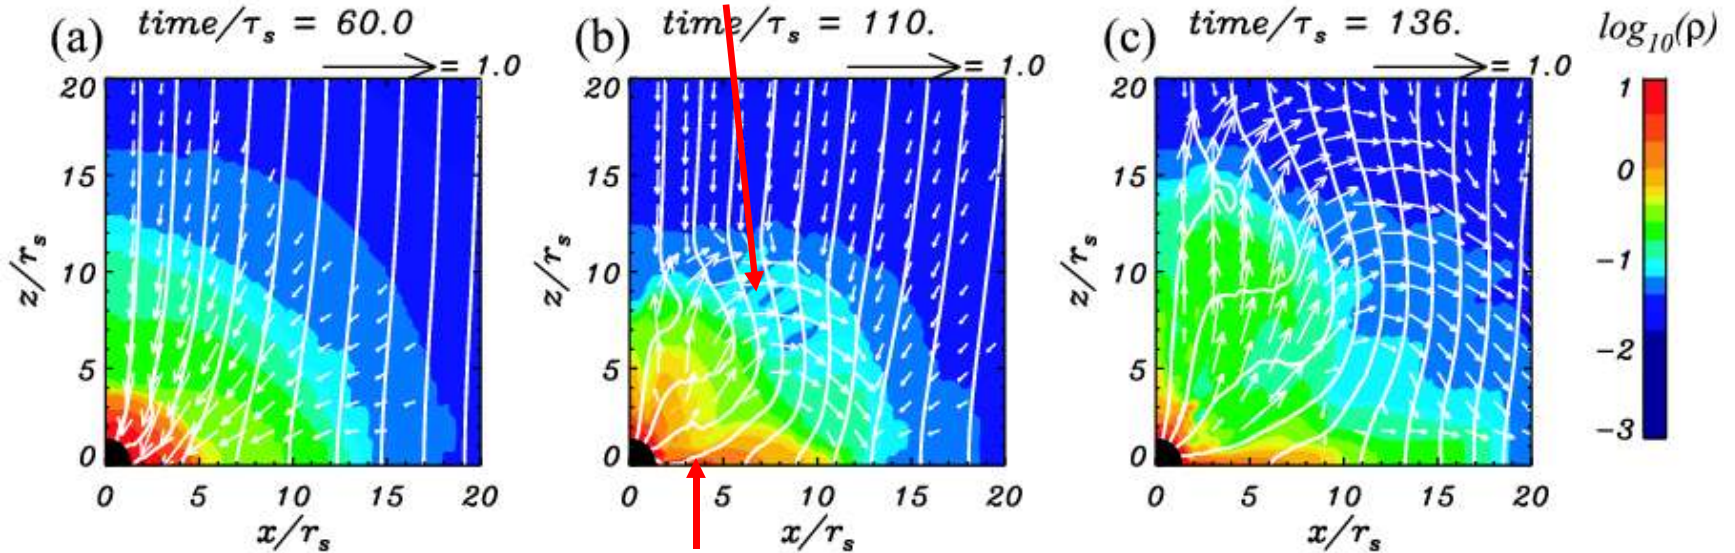 (a) time/τs = 60.0
= 1.0
(b) time/τs = 110.
= 1.0
(c) time/τs = 136.
= 1.0
log10(ρ)
20
15
10
5
0
z/rs
0 5 10 15 20
x/rs
20
15
10
5
0
z/rs
0 5 10 15 20
x/rs
20
15
10
5
0
z/rs
0 5 10 15 20
x/rs
1
0
−1
−2
−3